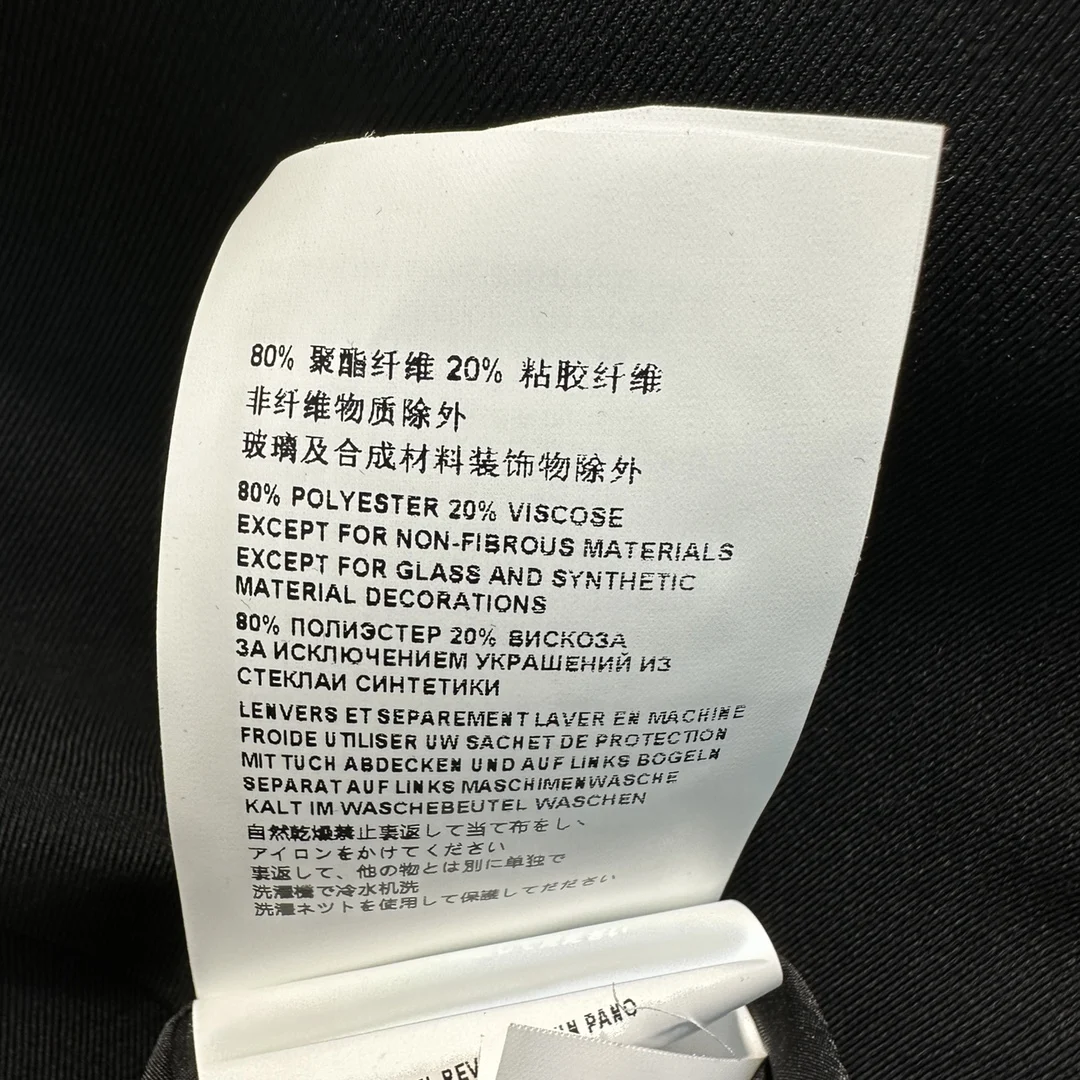 80% 聚酯纤维 20% 粘胶纤维
非纤维物质除外
玻璃及合成材料装饰物除外
80% POLYESTER 20% VISCOSE
EXCEPT FOR NON-FIBROUS MATERIALS
EXCEPT FOR GLASS AND SYNTHETIC
MATERIAL DECORATIONS
80% ПОЛИЭСТЕР 20% ВИСКОЗА
ЗА ИСКЛЮЧЕНИЕМ УКРАШЕНИЙ ИЗ
СТЕКЛАИ СИНТЕТИКИ
LENVERS ET SEPAREMENT LAVER EN MACHINE
FROIDE UTILISER UW SACHET DE PROTECTION
MIT TUCH ABDECKEN UND AUF LINKS BOGELN
SEPARAT AUF LINKS MASCHIMENWASCHE
KALT IM WASCHEBEUTEL WASCHEN
自然乾燥禁止裏返して当て布をし、
アイロンをかけてください
裏返して、他の物とは別に单独で
洗濯機で冷水机洗
洗濯ネツトを使用して保護してだださい
PANO
REV